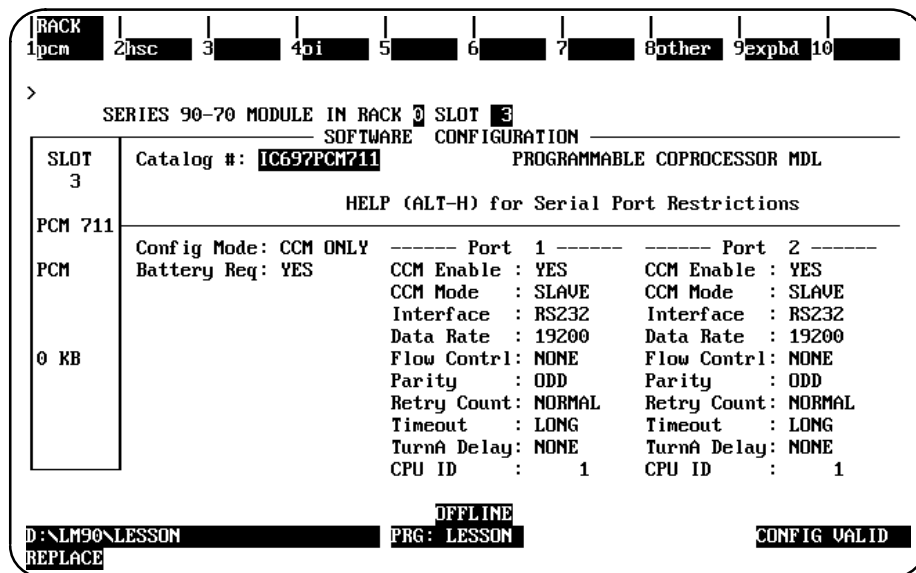 RACK
1pcm 2hsc 3 4oi 5 6 7 8other 9expbd 10
>
SERIES 90-70 MODULE IN RACK 0 SLOT 3
SOFTWARE CONFIGURATION
SLOT Catalog #: IC697PCM711 PROGRAMMABLE COPROCESSOR MDL
3
HELP (ALT-H) for Serial Port Restrictions
PCM 711
Config Mode: CCM ONLY ------ Port 1 ------ ------ Port 2 ------
PCM Battery Req: YES CCM Enable : YES CCM Enable : YES
CCM Mode : SLAVE CCM Mode : SLAVE
Interface : RS232 Interface : RS232
Data Rate : 19200 Data Rate : 19200
0 KB Flow Contrl: NONE Flow Contrl: NONE
Parity : ODD Parity : ODD
Retry Count: NORMAL Retry Count: NORMAL
Timeout : LONG Timeout : LONG
TurnA Delay: NONE TurnA Delay: NONE
CPU ID : 1 CPU ID : 1
OFFLINE
D:\LM90\LESSON PRG: LESSON CONFIG VALID
REPLACE